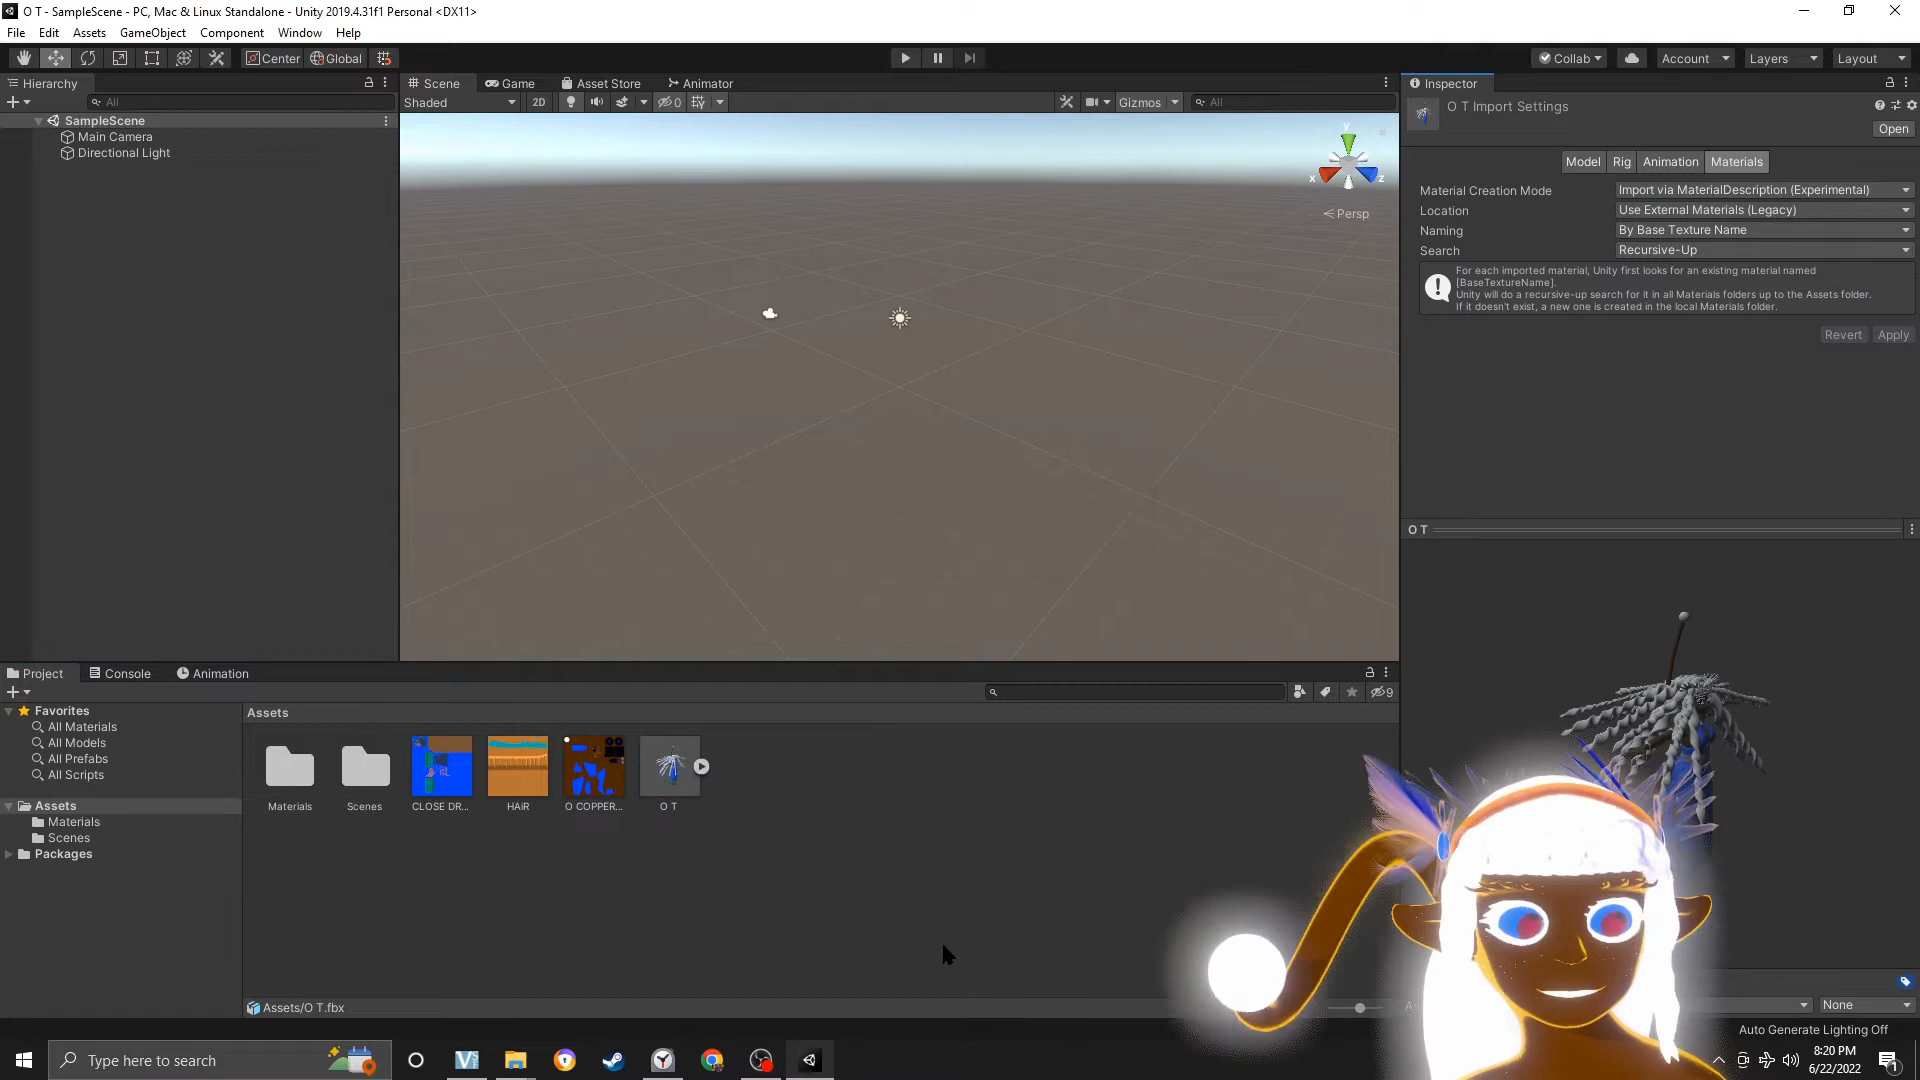 O T - SampleScene - PC, Mac & Linux Standalone - Unity 2019.4.31f1 Personal <DX11>
File Edit Assets GameObject Component Window Help
Center Global Collab Account Layers Layout
Hierarchy
All
SampleScene
Main Camera
Directional Light
Scene Game Asset Store Animator
Shaded 2D 0 Gizmos All
y
x z
Persp
Inspector
O T Import Settings
Open
Model Rig Animation Materials
Material Creation Mode Import via MaterialDescription (Experimental)
Location Use External Materials (Legacy)
Naming By Base Texture Name
Search Recursive-Up
For each imported material, Unity first looks for an existing material named
[BaseTextureName].
Unity will do a recursive-up search for it in all Materials folders up to the Assets folder.
If it doesn't exist, a new one is created in the local Materials folder.
Revert Apply
O T
Project Console Animation
9
Favorites
All Materials
All Models
All Prefabs
All Scripts
Assets
Materials
Scenes
Packages
Assets
Materials Scenes CLOSE DR... HAiR O COPPER... O T
Assets/O T.fbx
None
Auto Generate Lighting Off
Type here to search
8:20 PM
6/22/2022
1